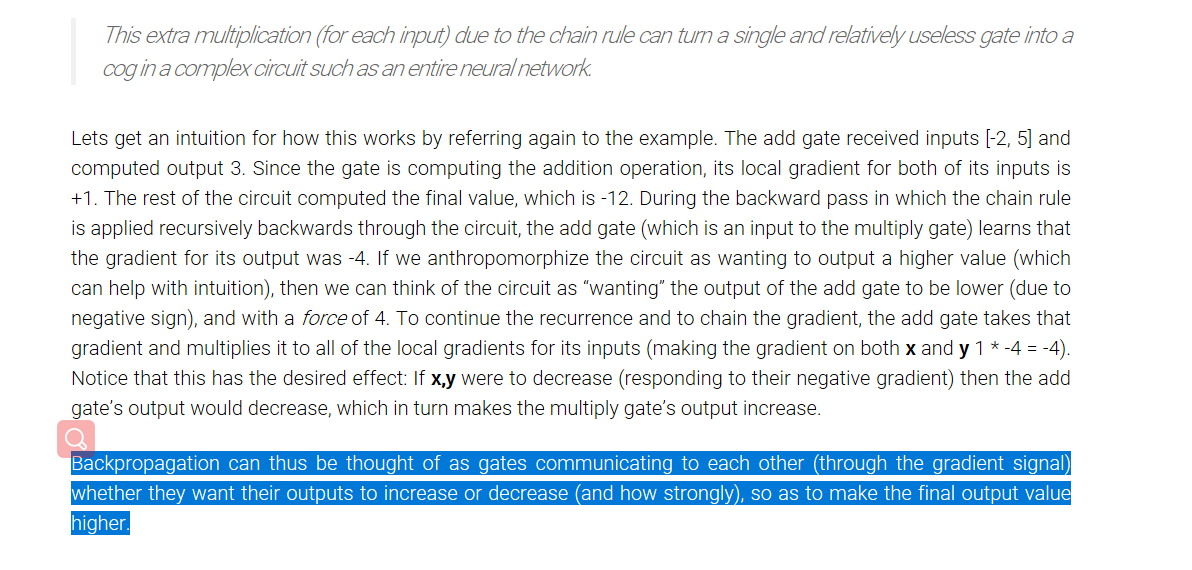 This extra multiplication (for each input) due to the chain rule can turn a single and relatively useless gate into a
cog in a complex circuit such as an entire neural network.
Lets get an intuition for how this works by referring again to the example. The add gate received inputs [-2, 5] and
computed output 3. Since the gate is computing the addition operation, its local gradient for both of its inputs is
+1. The rest of the circuit computed the final value, which is -12. During the backward pass in which the chain rule
is applied recursively backwards through the circuit, the add gate (which is an input to the multiply gate) learns that
the gradient for its output was -4. If we anthropomorphize the circuit as wanting to output a higher value (which
can help with intuition), then we can think of the circuit as “wanting” the output of the add gate to be lower (due to
negative sign), and with a force of 4. To continue the recurrence and to chain the gradient, the add gate takes that
gradient and multiplies it to all of the local gradients for its inputs (making the gradient on both x and y 1 * -4 = -4).
Notice that this has the desired effect: If x,y were to decrease (responding to their negative gradient) then the add
gate’s output would decrease, which in turn makes the multiply gate’s output increase.
Backpropagation can thus be thought of as gates communicating to each other (through the gradient signal)
whether they want their outputs to increase or decrease (and how strongly), so as to make the final output value
higher.